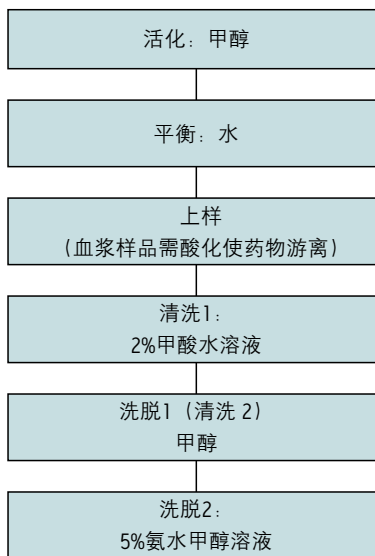 活化：甲醇
平衡：水
上样
（血浆样品需酸化使药物游离）
清洗1：
2%甲酸水溶液
洗脱1（清洗 2）
甲醇
洗脱2：
5%氨水甲醇溶液